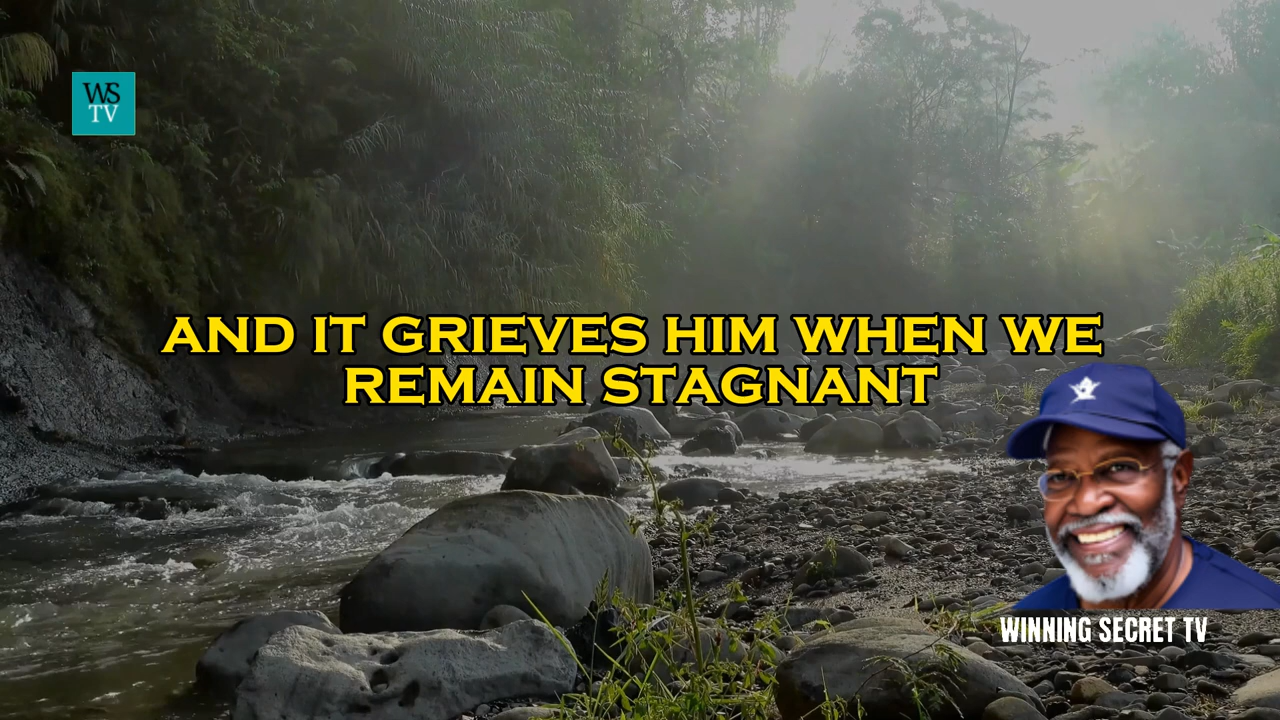 WS
TV
AND IT GRIEVES HIM WHEN WE
REMAIN STAGNANT
WINNING SECRET TV